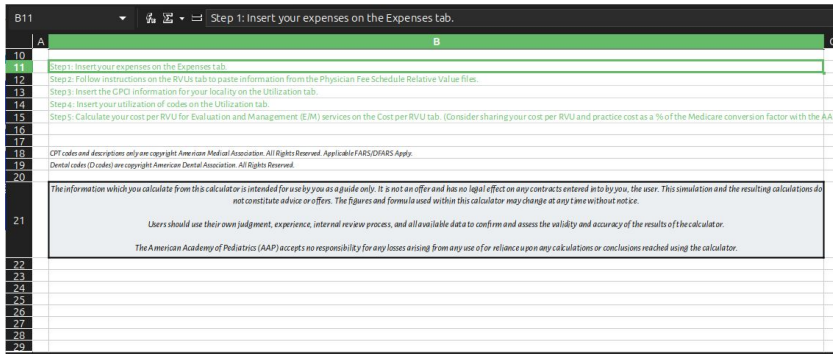 B11 Step 1: Insert your expenses on the Expenses tab.
A B
10
11 Step 1: Insert your expenses on the Expenses tab.
12 Step 2: Follow instructions on the RVUs tab to paste information from the Physician Fee Schedule Relative Value files.
13 Step 3: Insert the GPCI information for your locality on the Utilization tab.
14 Step 4: Insert your utilization of codes on the Utilization tab.
15 Step 5: Calculate your cost per RVU for Evaluation and Management (E/M) services on the Cost per RVU tab. (Consider sharing your cost per RVU and practice cost as a % of the Medicare conversion factor with the AA
16
17
18 CPT codes and descriptions only are copyright American Medical Association. All Rights Reserved. Applicable FARS/DFARS Apply.
19 Dental codes (D codes) are copyright American Dental Association. All Rights Reserved.
20
The information which you calculate from this calculator is intended for use by you as a guide only. It is not an offer and has no legal effect on any contracts entered into by you, the user. This simulation and the resulting calculations do
not constitute advice or offers. The figures and formula used within this calculator may change at any time without notice.
21 Users should use their own judgment, experience, internal review process, and all available data to confirm and assess the validity and accuracy of the results of the calculator.
The American Academy of Pediatrics (AAP) accepts no responsibility for any losses arising from any use of or reliance upon any calculations or conclusions reached using the calculator.
22
23
24
25
26
27
28
29